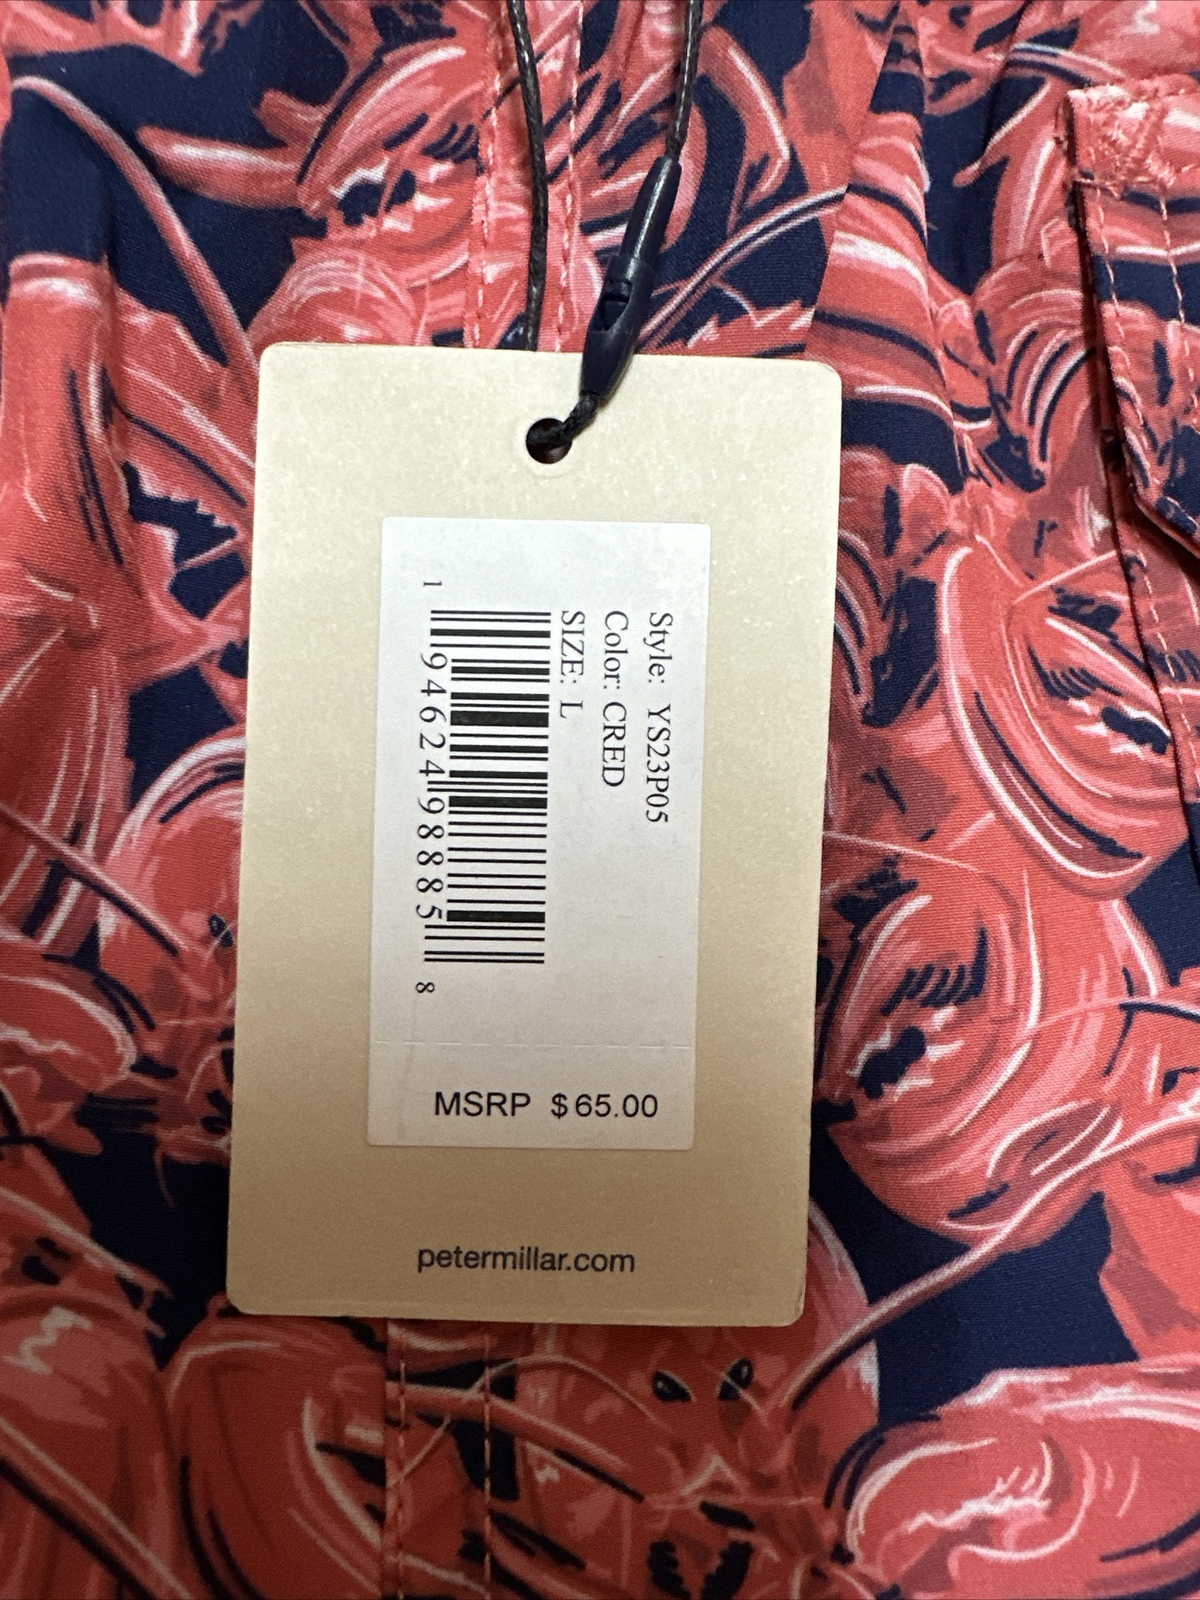 Style: YS23P05
Color: CRED
SIZE: L
1 94624 98885 8
MSRP $65.00
petermillar.com